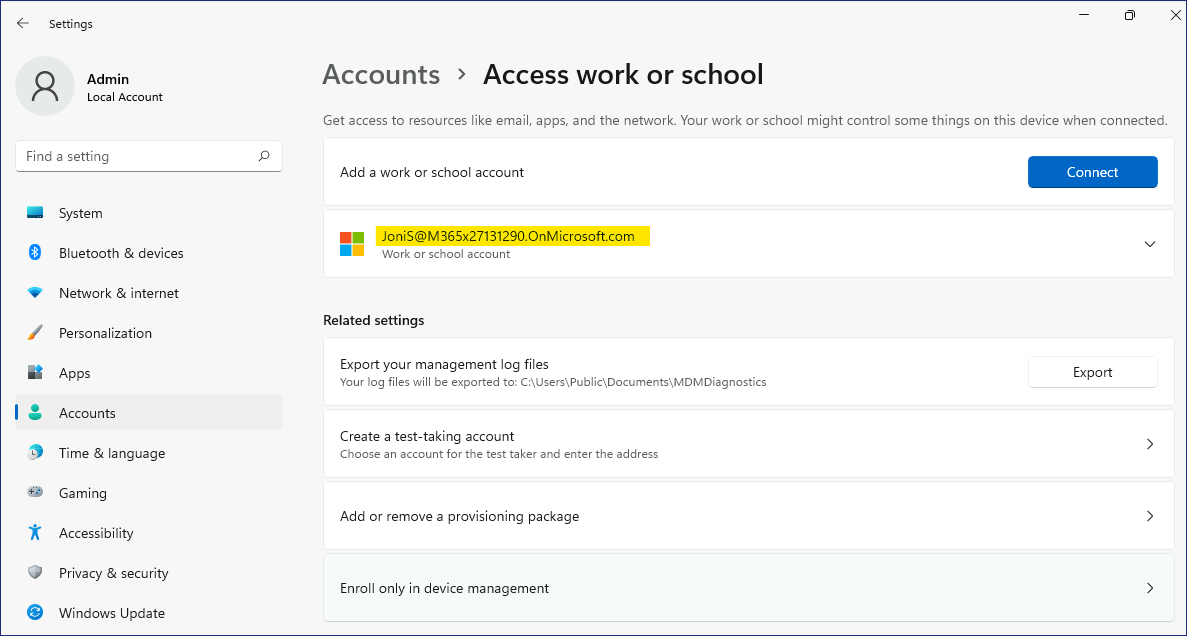 Settings
Admin
Local Account
Find a setting
System
Bluetooth & devices
Network & internet
Personalization
Apps
Accounts
Time & language
Gaming
Accessibility
Privacy & security
Windows Update
Accounts > Access work or school
Get access to resources like email, apps, and the network. Your work or school might control some things on this device when connected.
Add a work or school account
Connect
JoniS@M365x27131290.OnMicrosoft.com
Work or school account
Related settings
Export your management log files
Your log files will be exported to: C:\Users\Public\Documents\MDMDiagnostics
Export
Create a test-taking account
Choose an account for the test taker and enter the address
Add or remove a provisioning package
Enroll only in device management